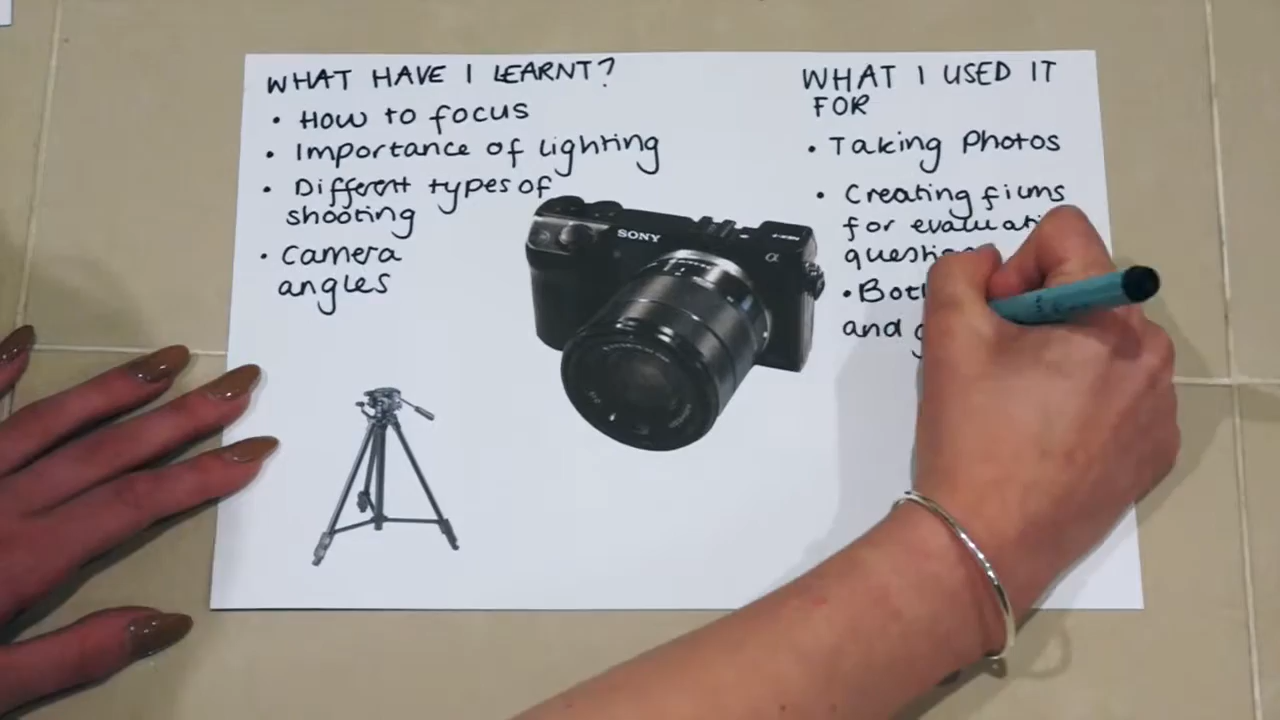 WHAT HAVE I LEARNT?
• How to focus
• Importance of lighting
• Different types of
shooting
• Camera
angles
SONY
α
WHAT I USED IT
FOR
• Taking Photos
• Creating films
for
•
and